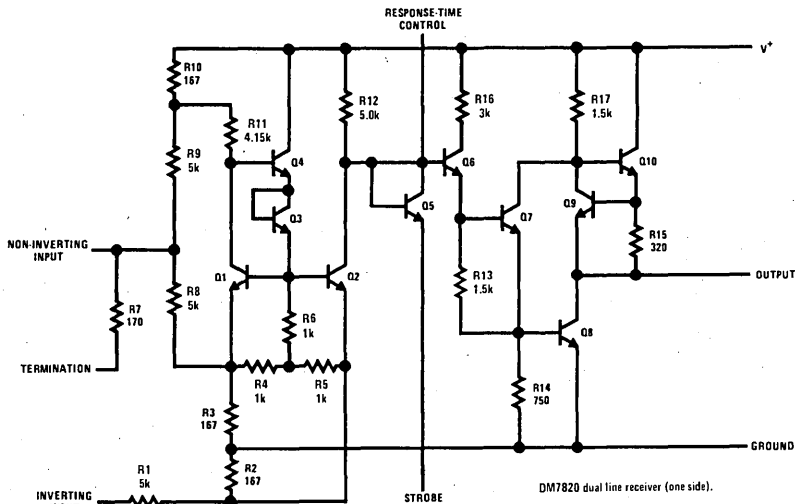 RESPONSE-TIME
CONTROL
V+
R10
167
R11
4.15k
R12
5.0k
R16
3k
R17
1.5k
R9
5k
Q4
Q6
Q10
Q3
Q5
Q7
Q9
R15
320
NON-INVERTING
INPUT
Q1
Q2
R13
1.5k
OUTPUT
R8
5k
R7
170
R6
1k
Q8
TERMINATION
R4
1k
R5
1k
R14
750
R3
167
GROUND
R1
5k
R2
167
INVERTING
STROBE
DM7820 dual line receiver (one side).